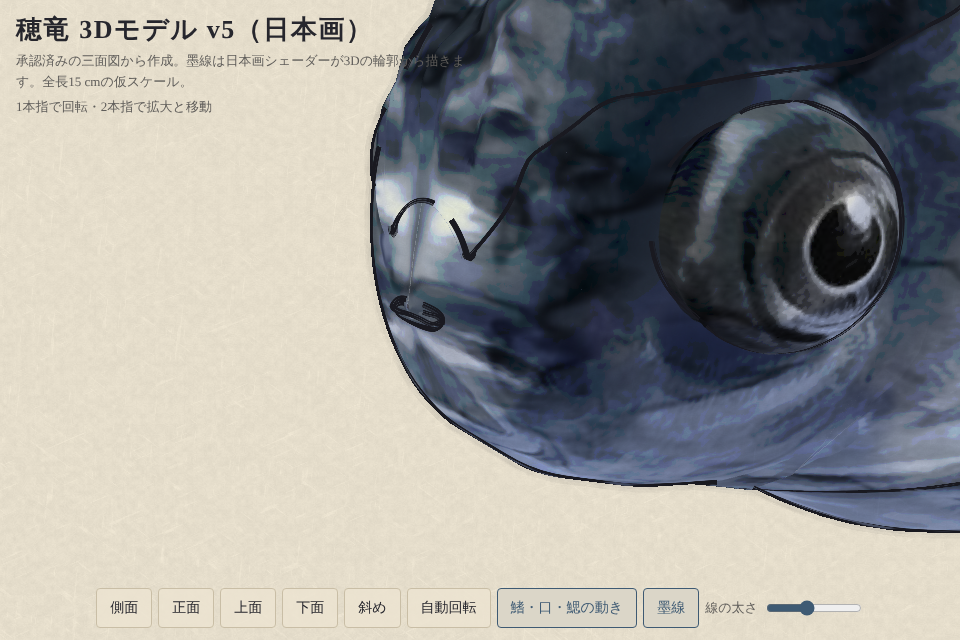 穂竜 3Dモデル v5（日本画）
承認済みの三面図から作成。墨線は日本画シェーダーが3Dの輪郭から描きま
す。全長15 cmの仮スケール。
1本指で回転・2本指で拡大と移動
側面 正面 上面 下面 斜め 自動回転 鰭・口・鰓の動き 墨線 線の太さ